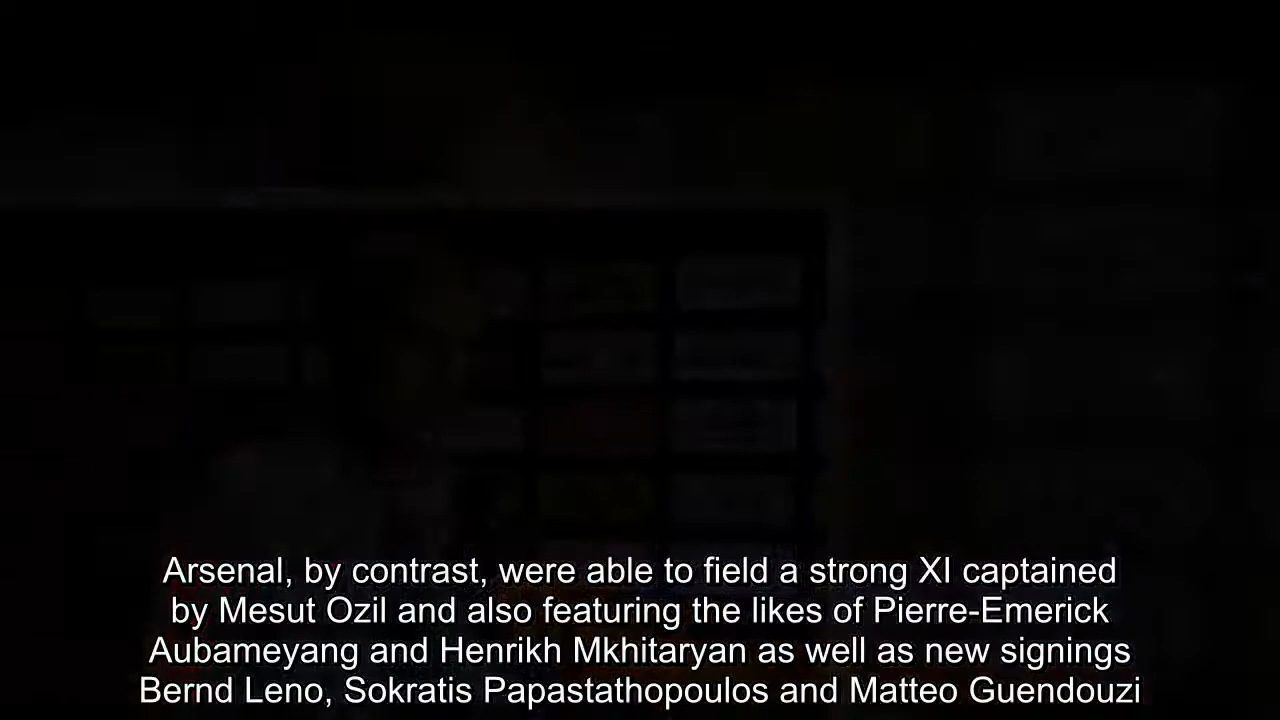 Arsenal, by contrast, were able to field a strong XI captained
by Mesut Ozil and also featuring the likes of Pierre-Emerick
Aubameyang and Henrikh Mkhitaryan as well as new signings
Bernd Leno, Sokratis Papastathopoulos and Matteo Guendouzi